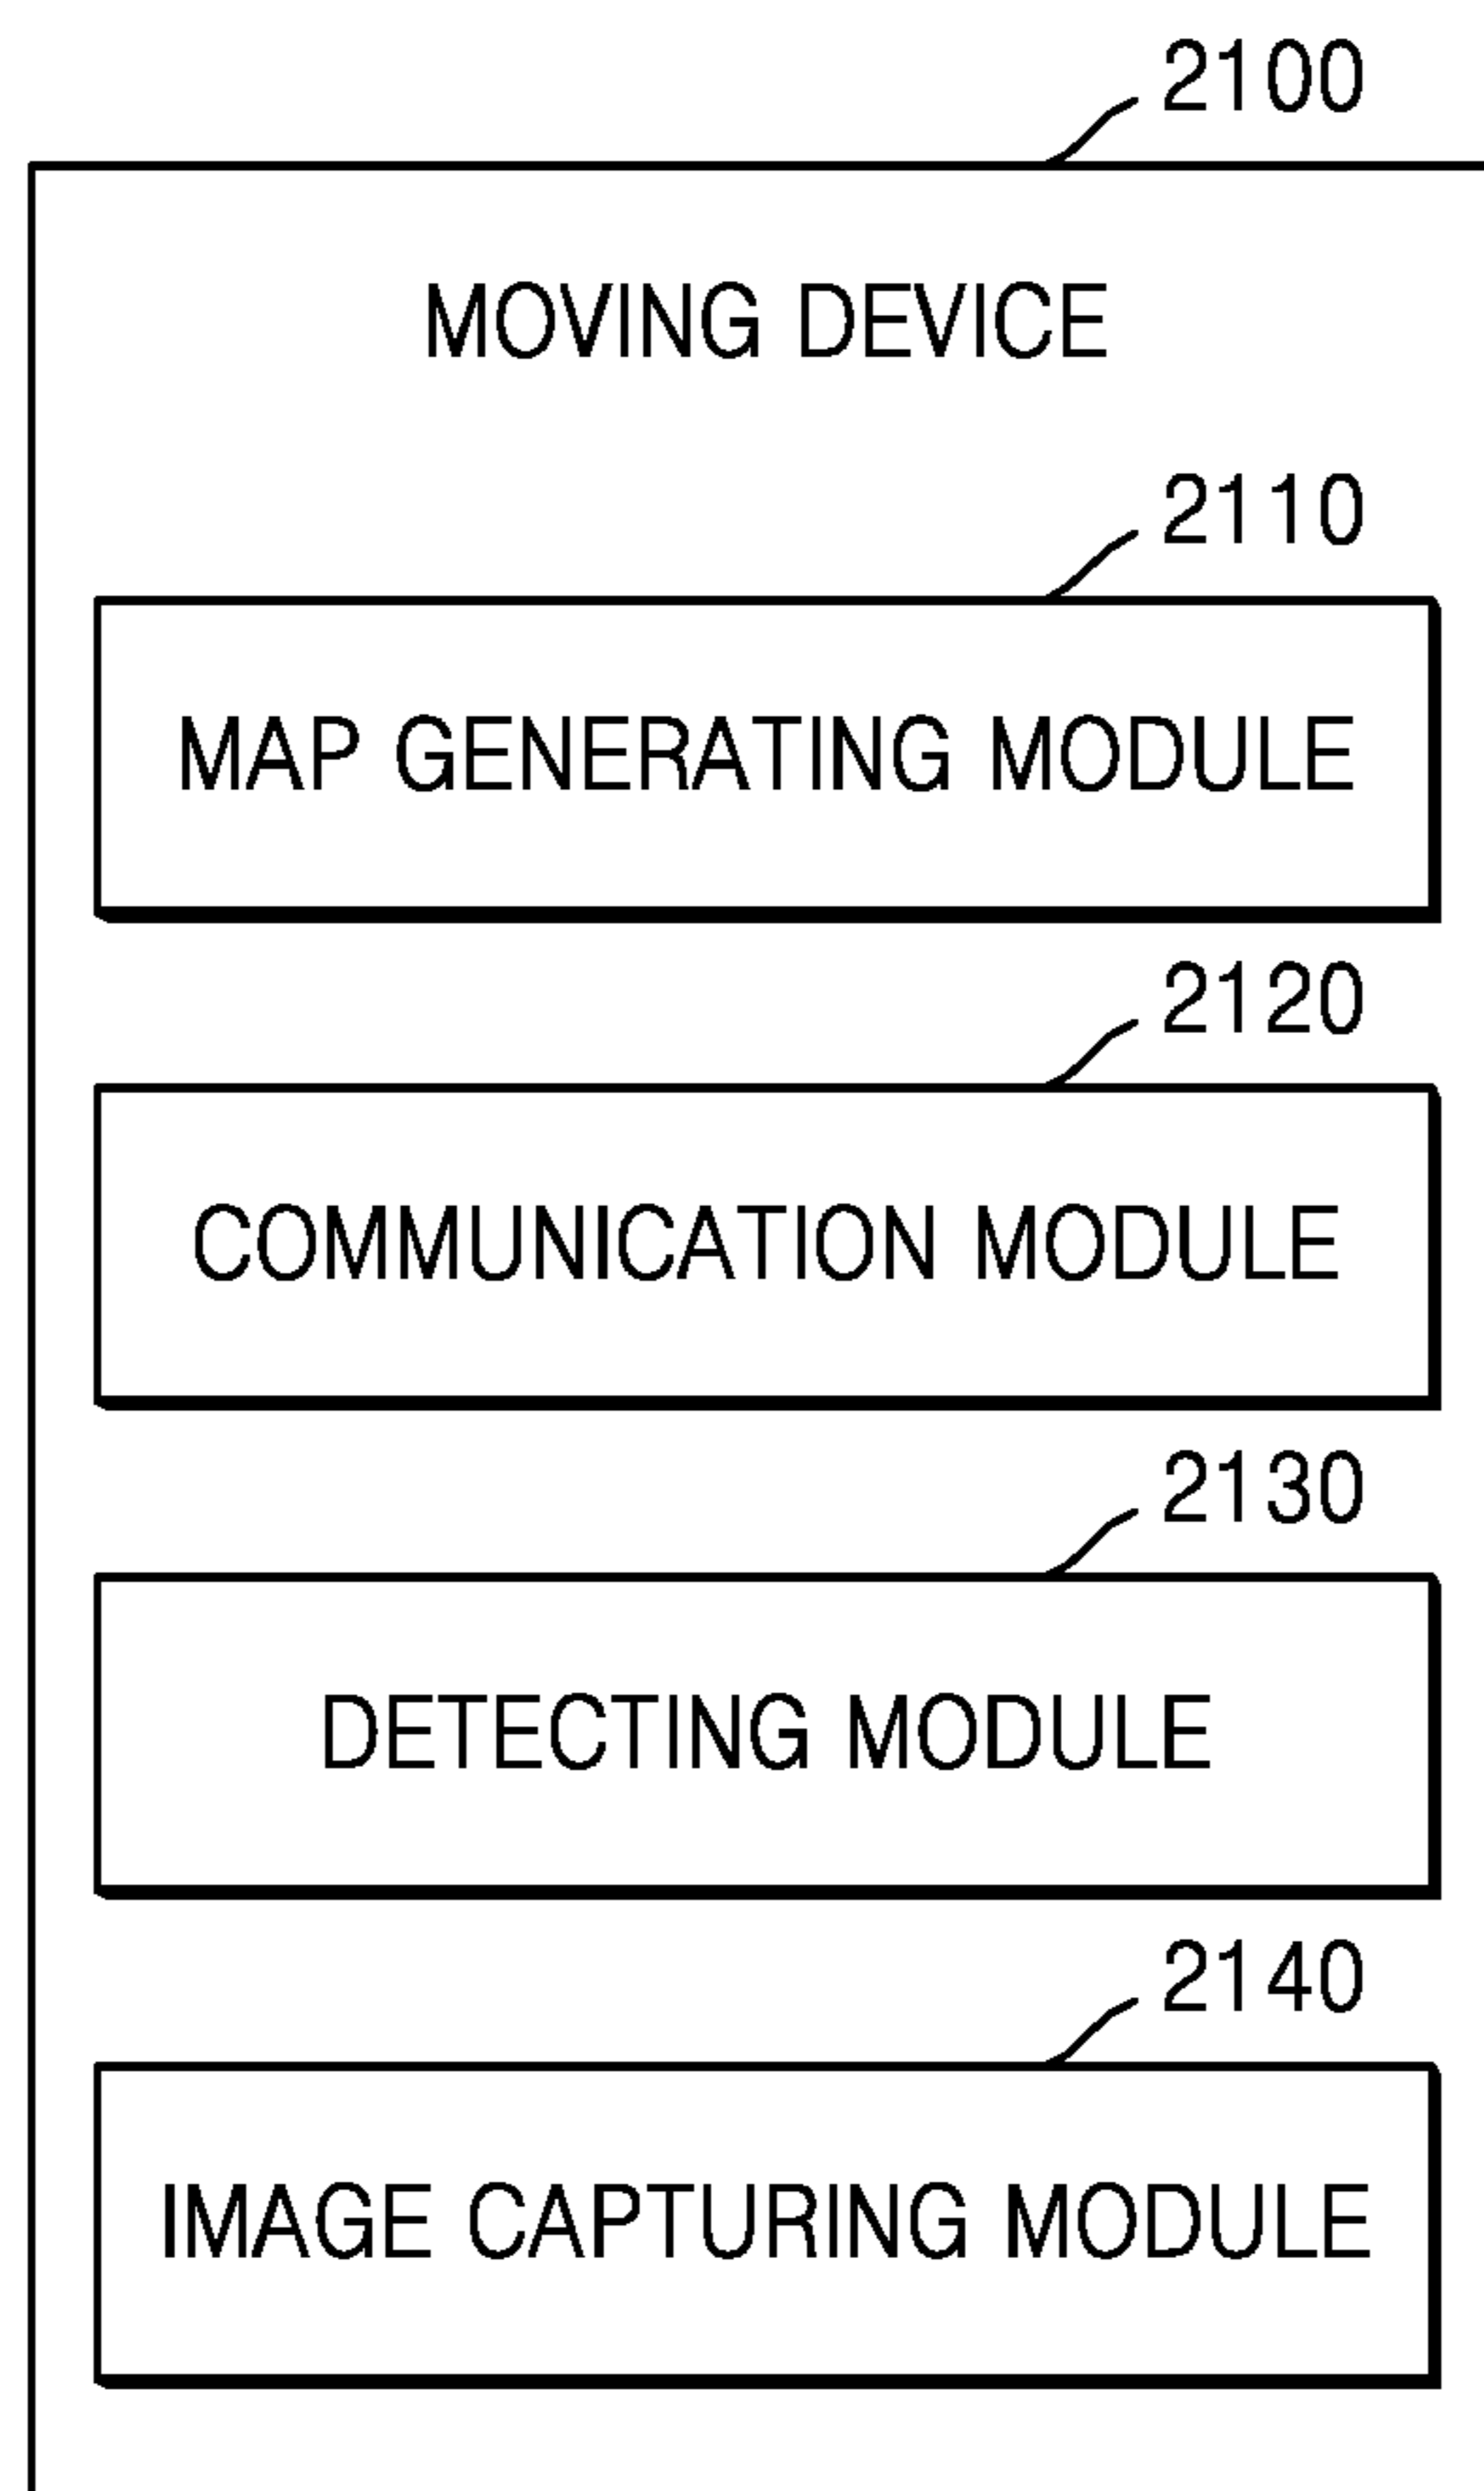 2100
MOVING DEVICE
2110
MAP GENERATING MODULE
2120
COMMUNICATION MODULE
2130
DETECTING MODULE
2140
IMAGE CAPTURING MODULE